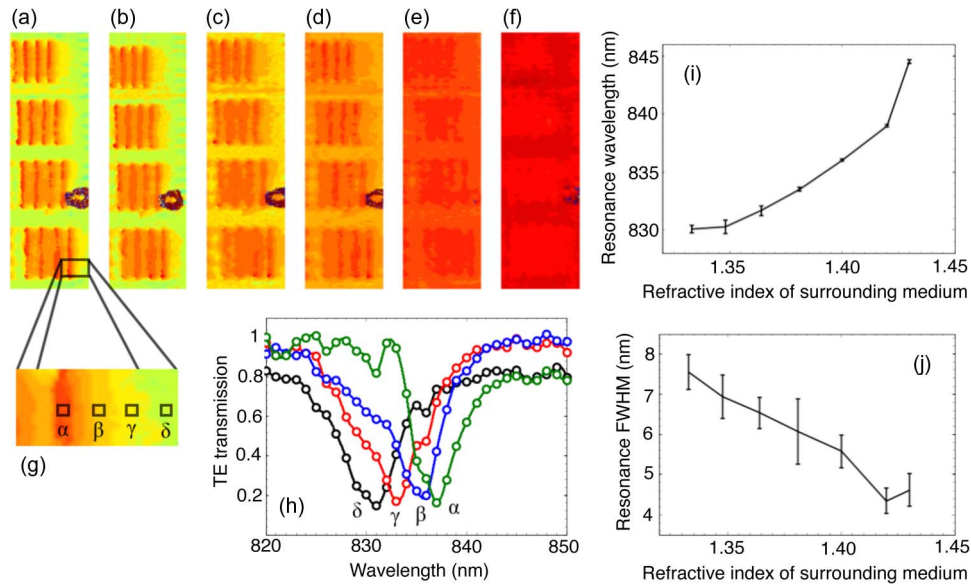 (a) (b) (c) (d) (e) (f)
α β γ δ
(g)
TE transmission
1
0.8
0.6
0.4
0.2
(h)
δ γ β α
820 830 840 850
Wavelength (nm)
Resonance wavelength (nm)
845
840
835
830
(i)
1.35 1.40 1.45
Refractive index of surrounding medium
Resonance FWHM (nm)
8
7
6
5
4
(j)
1.35 1.40 1.45
Refractive index of surrounding medium